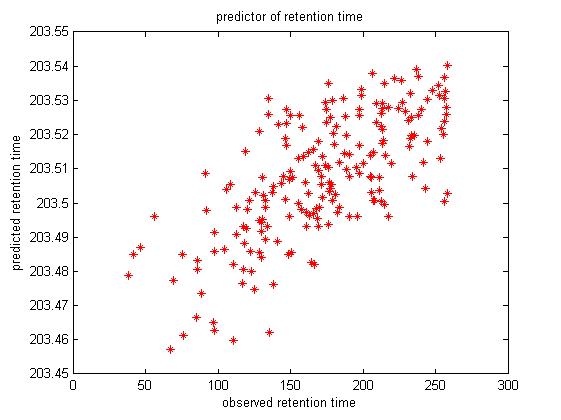 predictor of retention time
203.55
203.54
203.53
203.52
203.51
203.5
203.49
203.48
203.47
203.46
203.45
predicted retention time
0 50 100 150 200 250 300
observed retention time